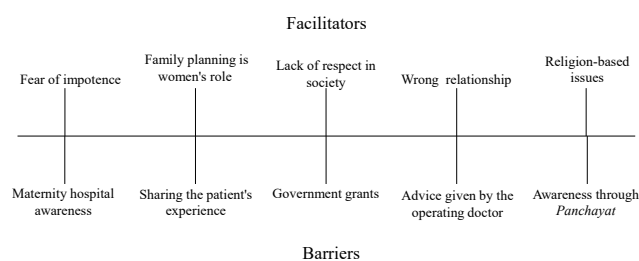 Facilitators
Fear of impotence
Family planning is
women's role
Lack of respect in
society
Wrong relationship
Religion-based
issues
Maternity hospital
awareness
Sharing the patient's
experience
Government grants
Advice given by the
operating doctor
Awareness through
Panchayat
Barriers